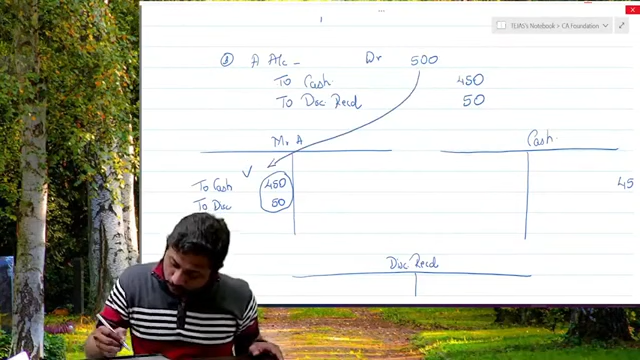 TEJAS's Notebook > CA Foundation
① A A/c - Dr 500
To Cash 450
To Disc Recd 50
Mr. A
Cash
To Cash 450
45
To Disc 50
Disc Recd